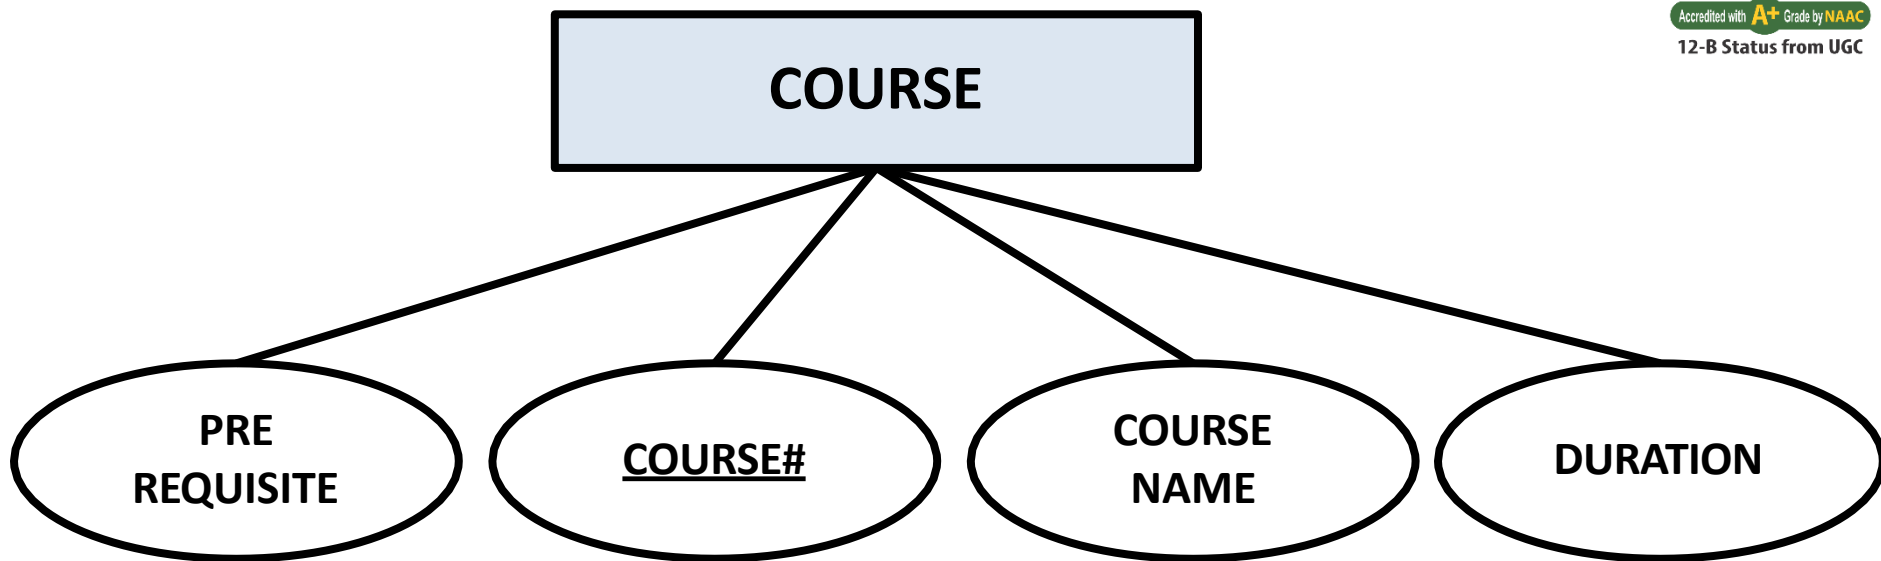 Accredited with A+ Grade by NAAC
12-B Status from UGC
COURSE
PRE
REQUISITE
COURSE#
COURSE
NAME
DURATION